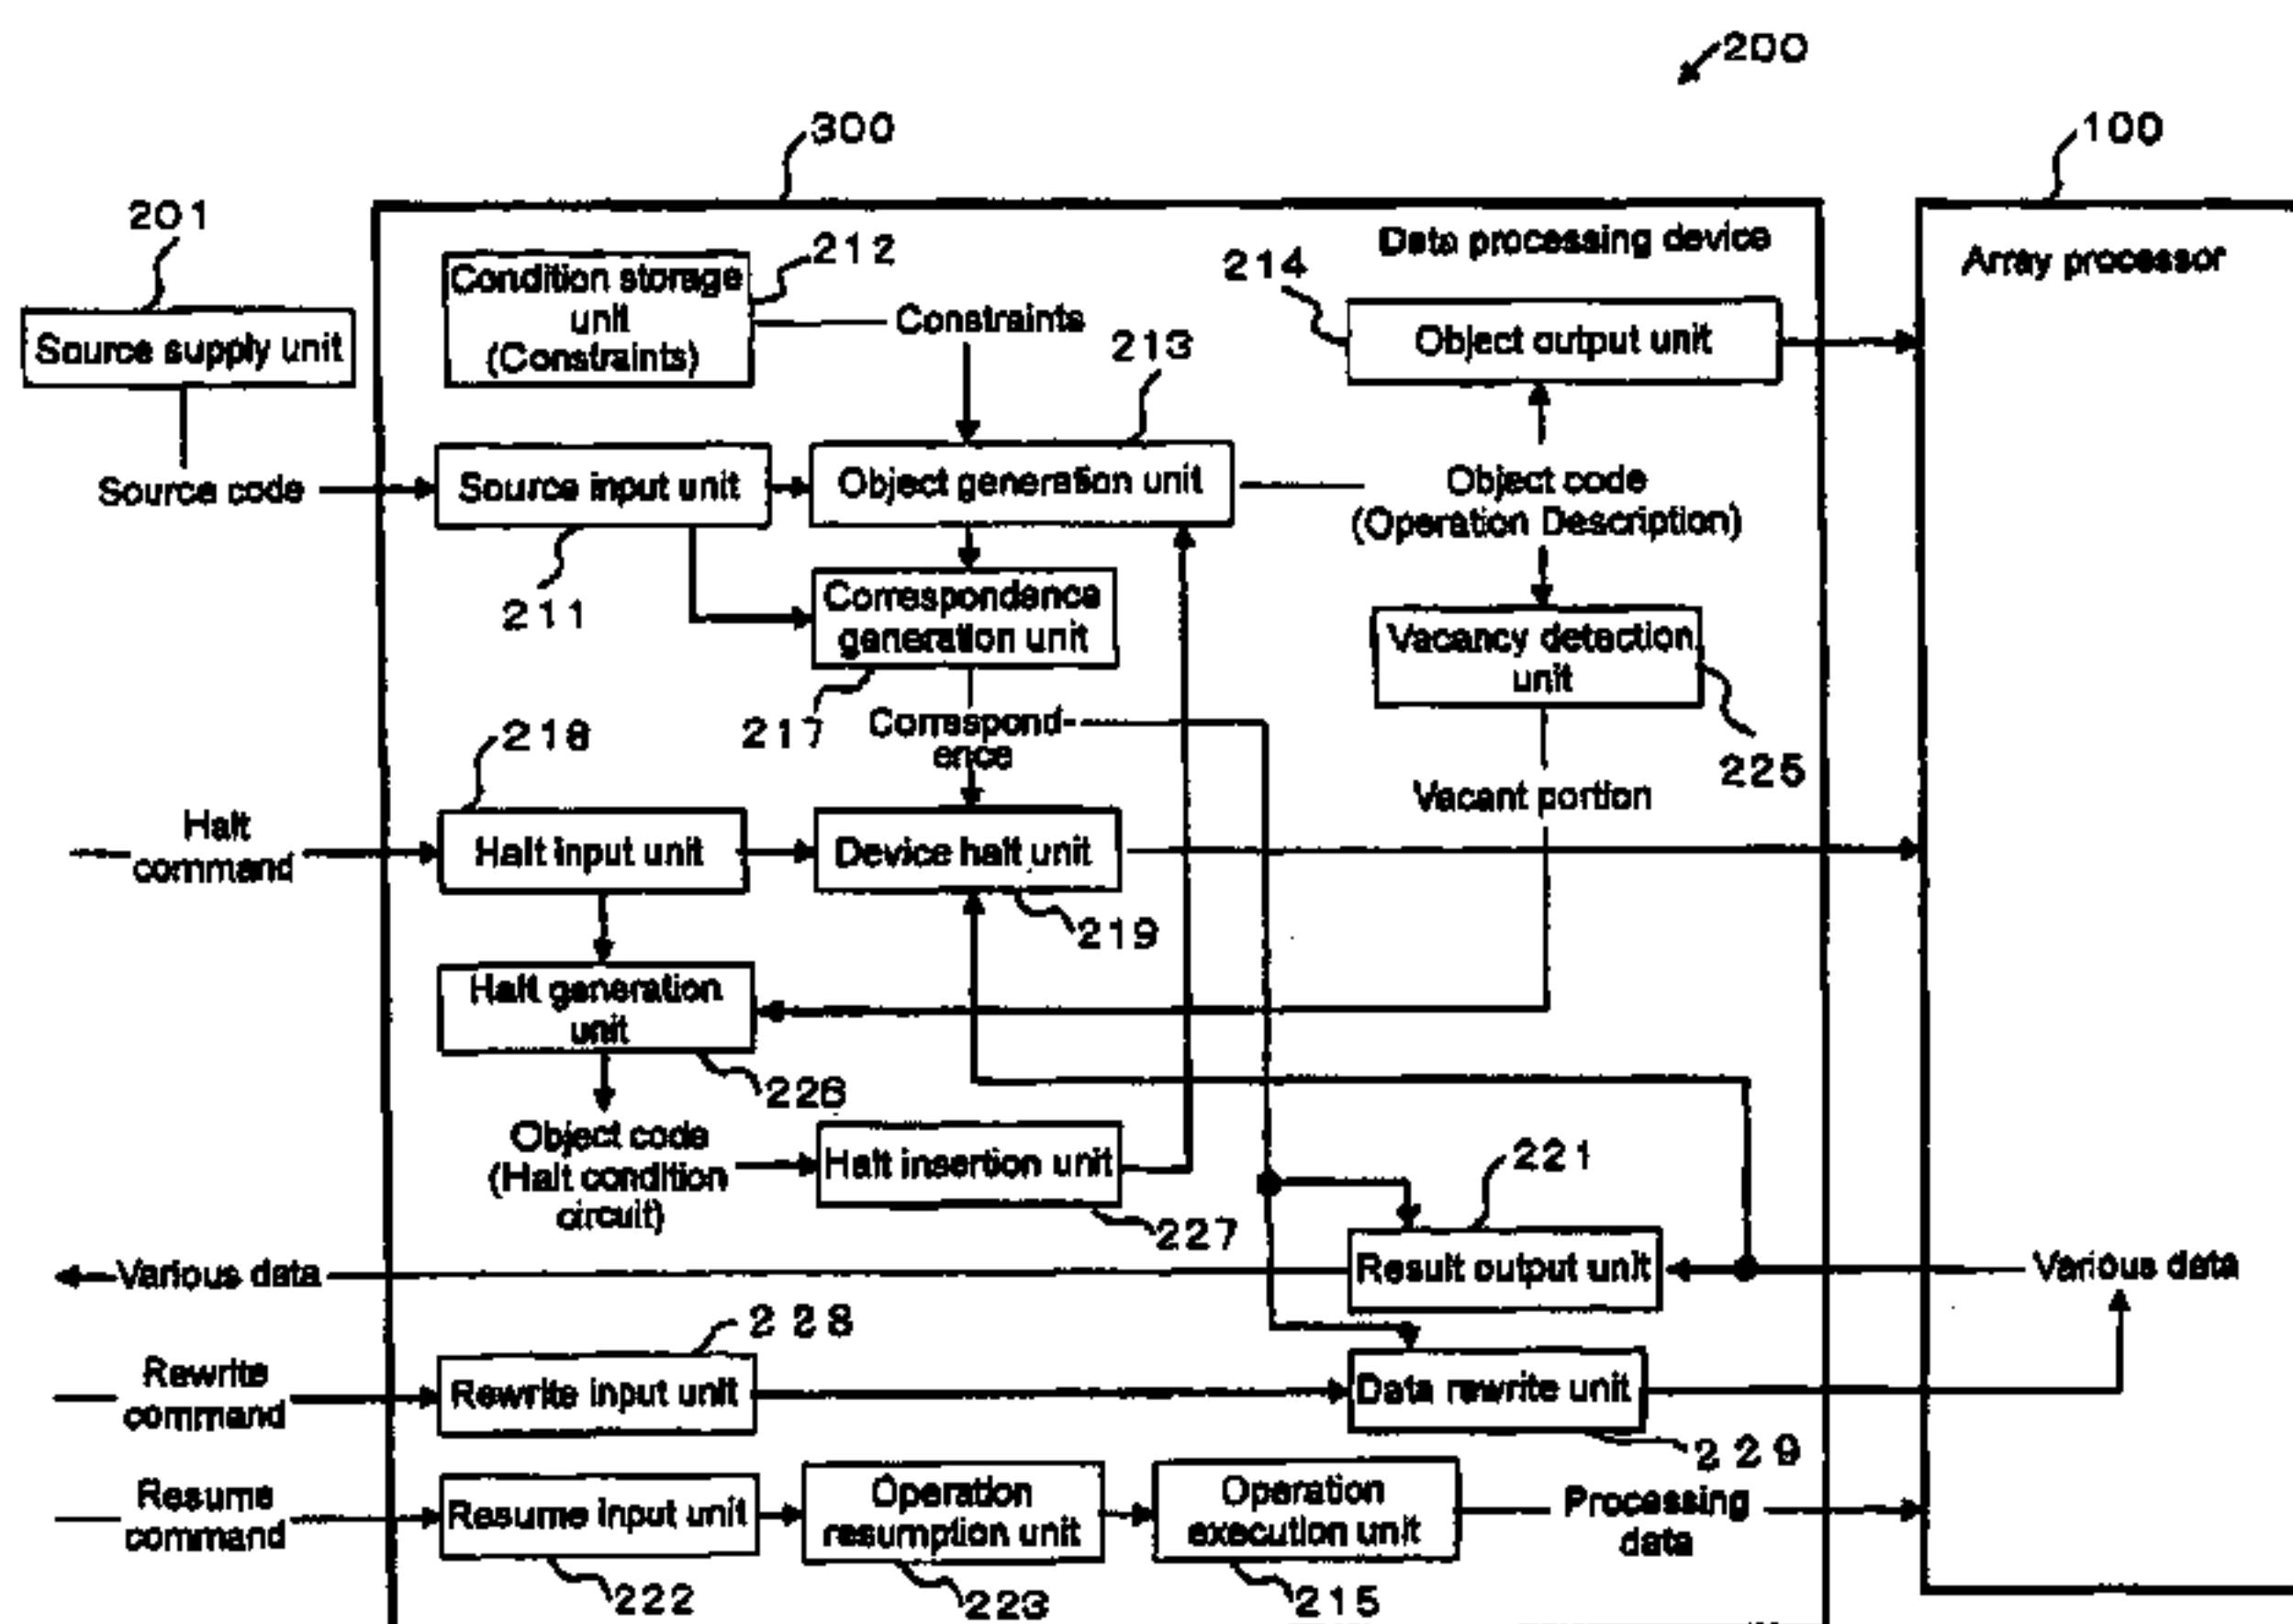 200
300
100
201
212
Data processing device
214
Array processor
Condition storage
unit
(Constraints)
Constraints
Source supply unit
Object output unit
213
Source code
Source input unit
Object generation unit
Object code
(Operation Description)
211
Correspondence
generation unit
Vacancy detection
unit
217
Correspond-
ence
218
225
Vacant portion
Halt
command
Halt input unit
Device halt unit
219
Halt generation
unit
226
Object code
(Halt condition
circuit)
Halt insertion unit
221
227
Various data
Result output unit
Various data
228
Rewrite
command
Rewrite input unit
Data rewrite unit
229
Resume
command
Resume input unit
Operation
resumption unit
Operation
execution unit
Processing
data
222
223
215